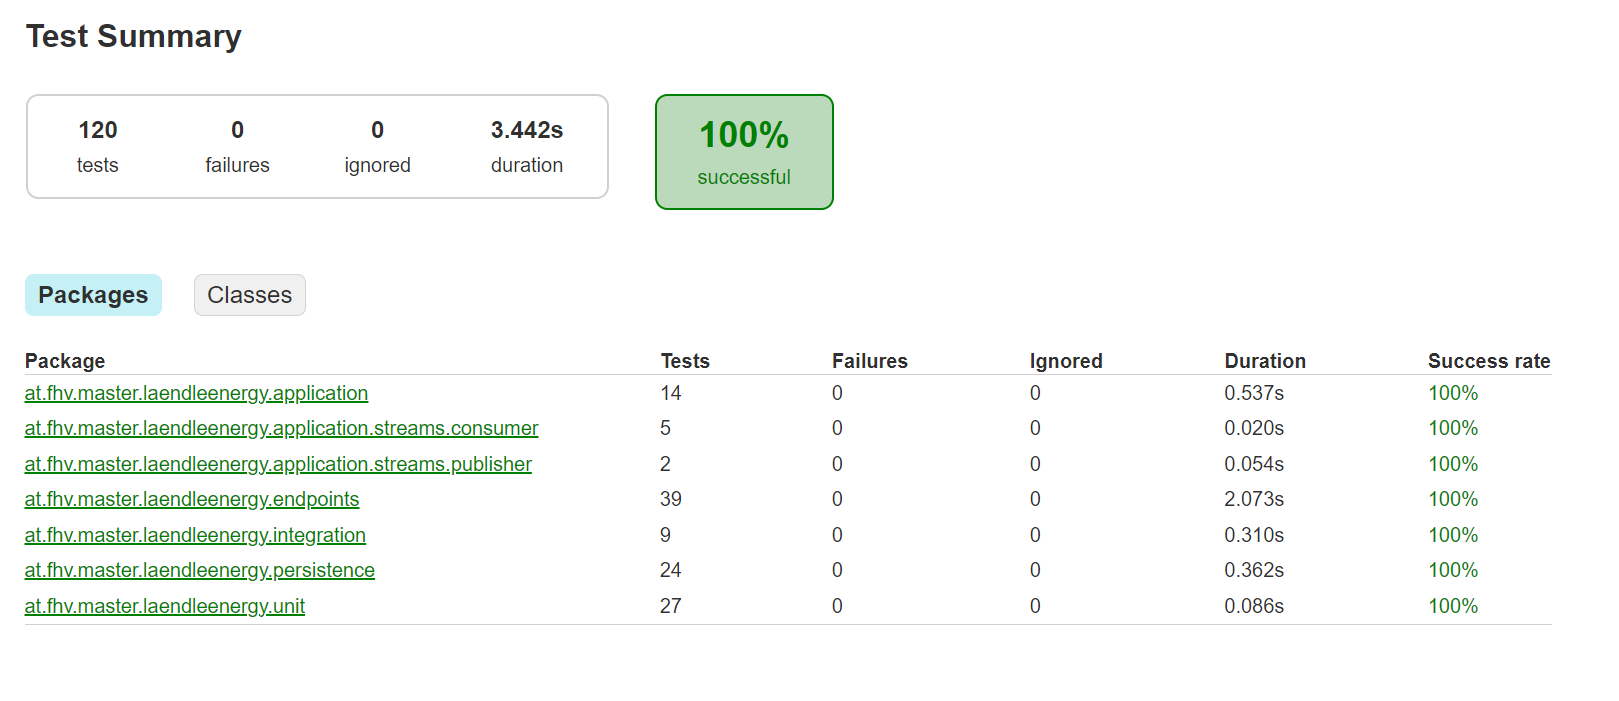 Test Summary
120 0 0 3.442s
tests failures ignored duration
100%
successful
Packages Classes
Package Tests Failures Ignored Duration Success rate
at.fhv.master.laendleenergy.application 14 0 0 0.537s 100%
at.fhv.master.laendleenergy.application.streams.consumer 5 0 0 0.020s 100%
at.fhv.master.laendleenergy.application.streams.publisher 2 0 0 0.054s 100%
at.fhv.master.laendleenergy.endpoints 39 0 0 2.073s 100%
at.fhv.master.laendleenergy.integration 9 0 0 0.310s 100%
at.fhv.master.laendleenergy.persistence 24 0 0 0.362s 100%
at.fhv.master.laendleenergy.unit 27 0 0 0.086s 100%